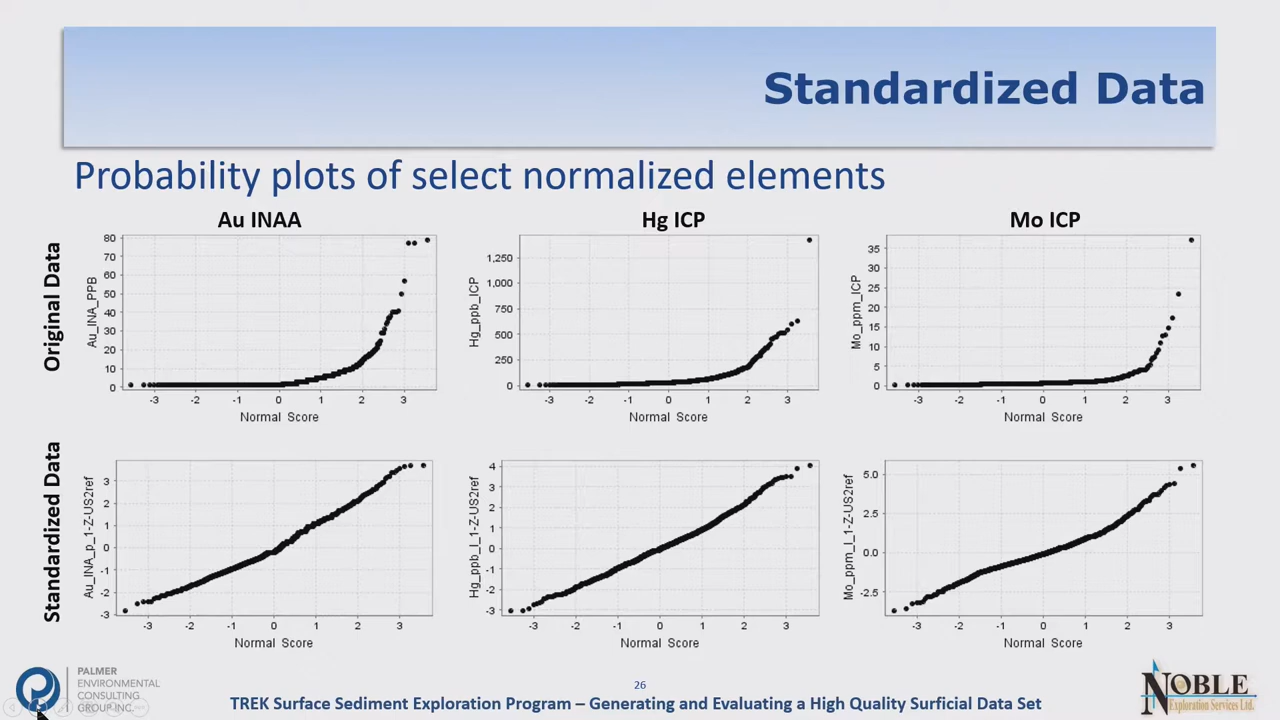 Standardized Data
Probability plots of select normalized elements
Au INAA
Hg ICP
Mo ICP
Original Data
Au_INA_PPB
80
70
60
50
40
30
20
10
0
-3 -2 -1 0 1 2 3
Normal Score
Hg_ppb_ICP
1,250
1,000
750
500
250
0
-3 -2 -1 0 1 2 3
Normal Score
Mo_ppm_ICP
35
30
25
20
15
10
5
0
-3 -2 -1 0 1 2 3
Normal Score
Standardized Data
Au_INA_p_1-Z-US2ref
3
2
1
0
-1
-2
-3
-3 -2 -1 0 1 2 3
Normal Score
Hg_ppb_I_1-Z-US2ref
4
3
2
1
0
-1
-2
-3
-3 -2 -1 0 1 2 3
Normal Score
Mo_ppm_I_1-Z-US2ref
5.0
2.5
0.0
-2.5
-3 -2 -1 0 1 2 3
Normal Score
PALMER
ENVIRONMENTAL
CONSULTING
GROUP INC.
26
TREK Surface Sediment Exploration Program – Generating and Evaluating a High Quality Surficial Data Set
NOBLE
Exploration Services Ltd.